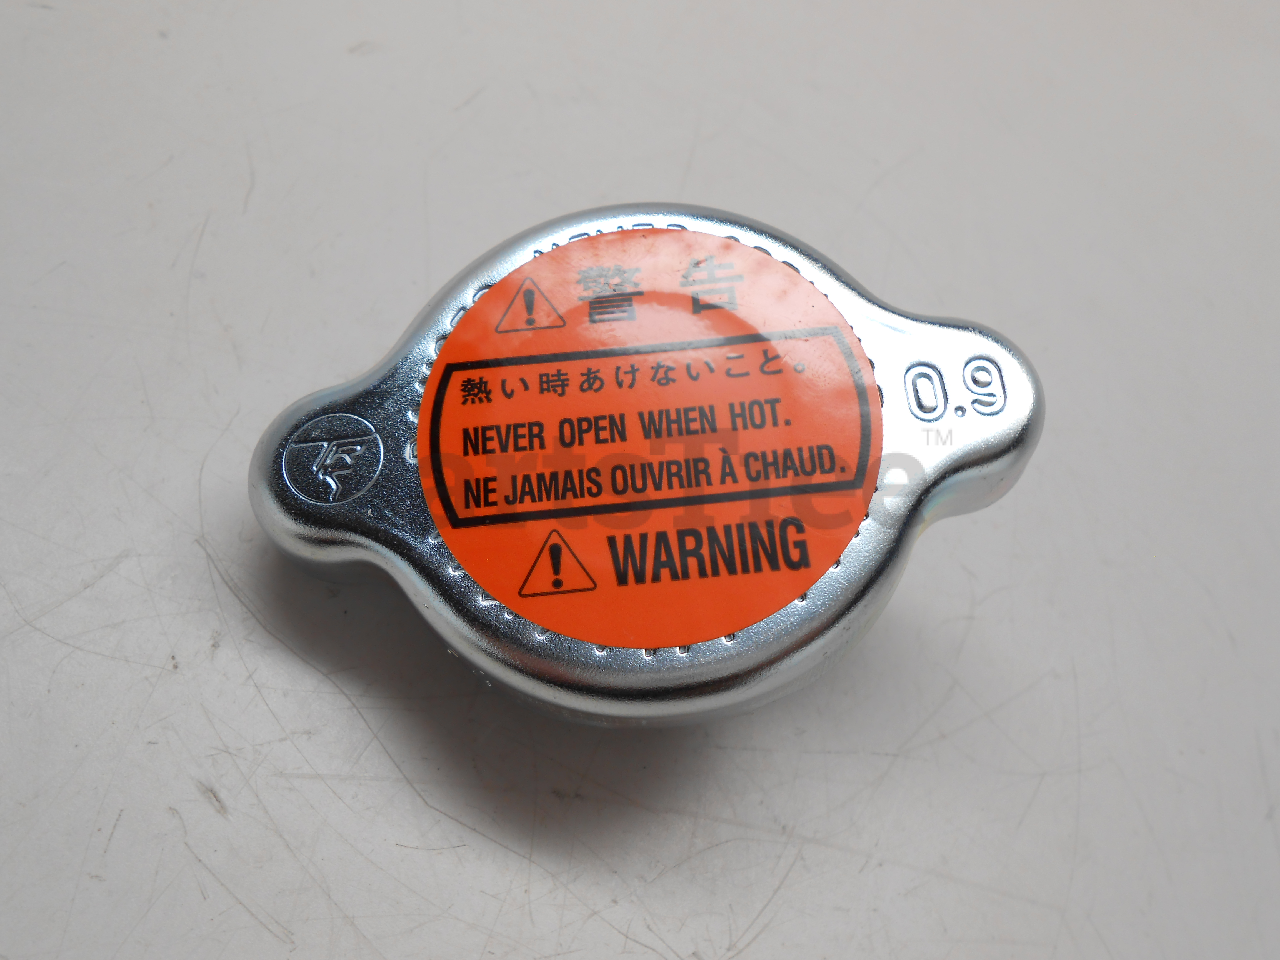 警告
熱い時あけないこと。
NEVER OPEN WHEN HOT.
NE JAMAIS OUVRIR À CHAUD.
WARNING
0.9
PartsTree
TM